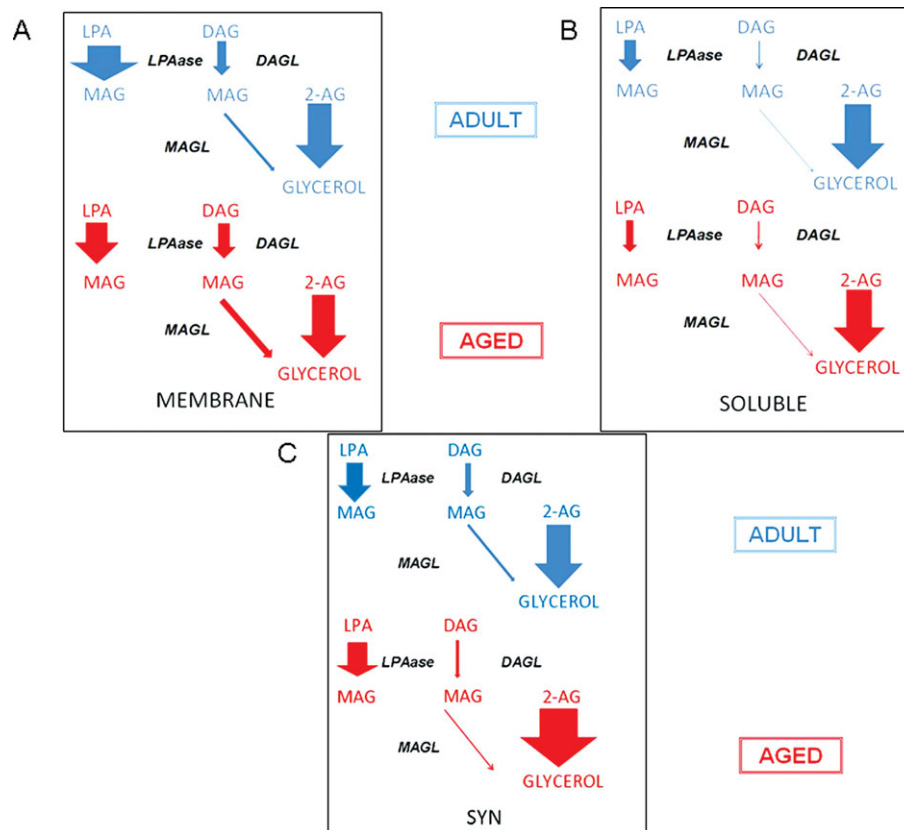 A
LPA DAG
LPAase DAGL
MAG MAG 2-AG
MAGL
GLYCEROL
LPA DAG
LPAase DAGL
MAG MAG 2-AG
MAGL
GLYCEROL
MEMBRANE
ADULT
AGED
B
LPA DAG
LPAase DAGL
MAG MAG 2-AG
MAGL
GLYCEROL
LPA DAG
LPAase DAGL
MAG MAG 2-AG
MAGL
GLYCEROL
SOLUBLE
C
LPA DAG
LPAase DAGL
MAG MAG 2-AG
MAGL
GLYCEROL
LPA DAG
LPAase DAGL
MAG MAG 2-AG
MAGL
GLYCEROL
SYN
ADULT
AGED